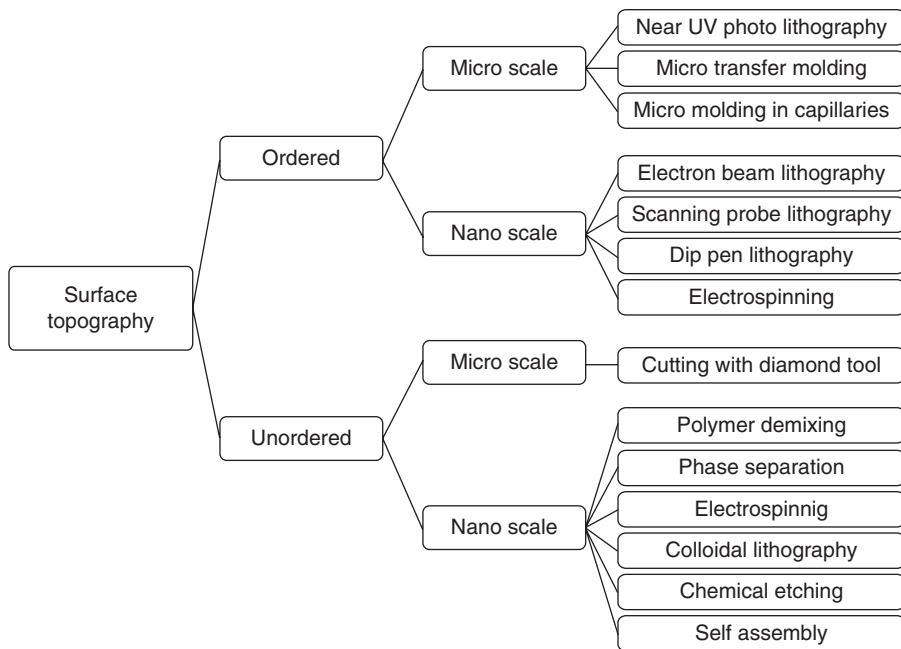 Surface
topography
Ordered
Micro scale
Near UV photo lithography
Micro transfer molding
Micro molding in capillaries
Nano scale
Electron beam lithography
Scanning probe lithography
Dip pen lithography
Electrospinning
Unordered
Micro scale
Cutting with diamond tool
Nano scale
Polymer demixing
Phase separation
Electrospinnig
Colloidal lithography
Chemical etching
Self assembly